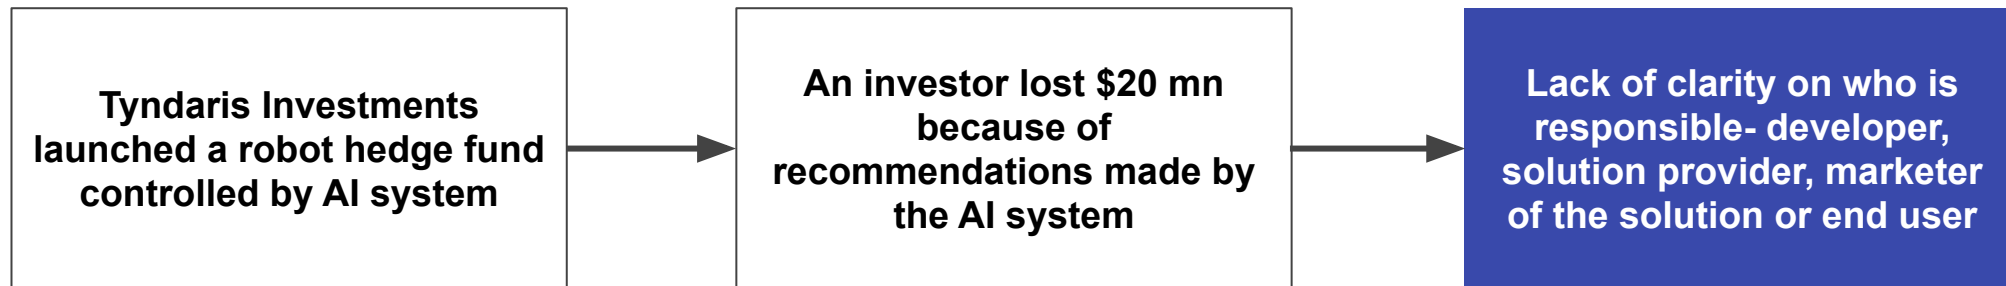 Tyndaris Investments
launched a robot hedge fund
controlled by AI system
An investor lost $20 mn
because of
recommendations made by
the AI system
Lack of clarity on who is
responsible- developer,
solution provider, marketer
of the solution or end user